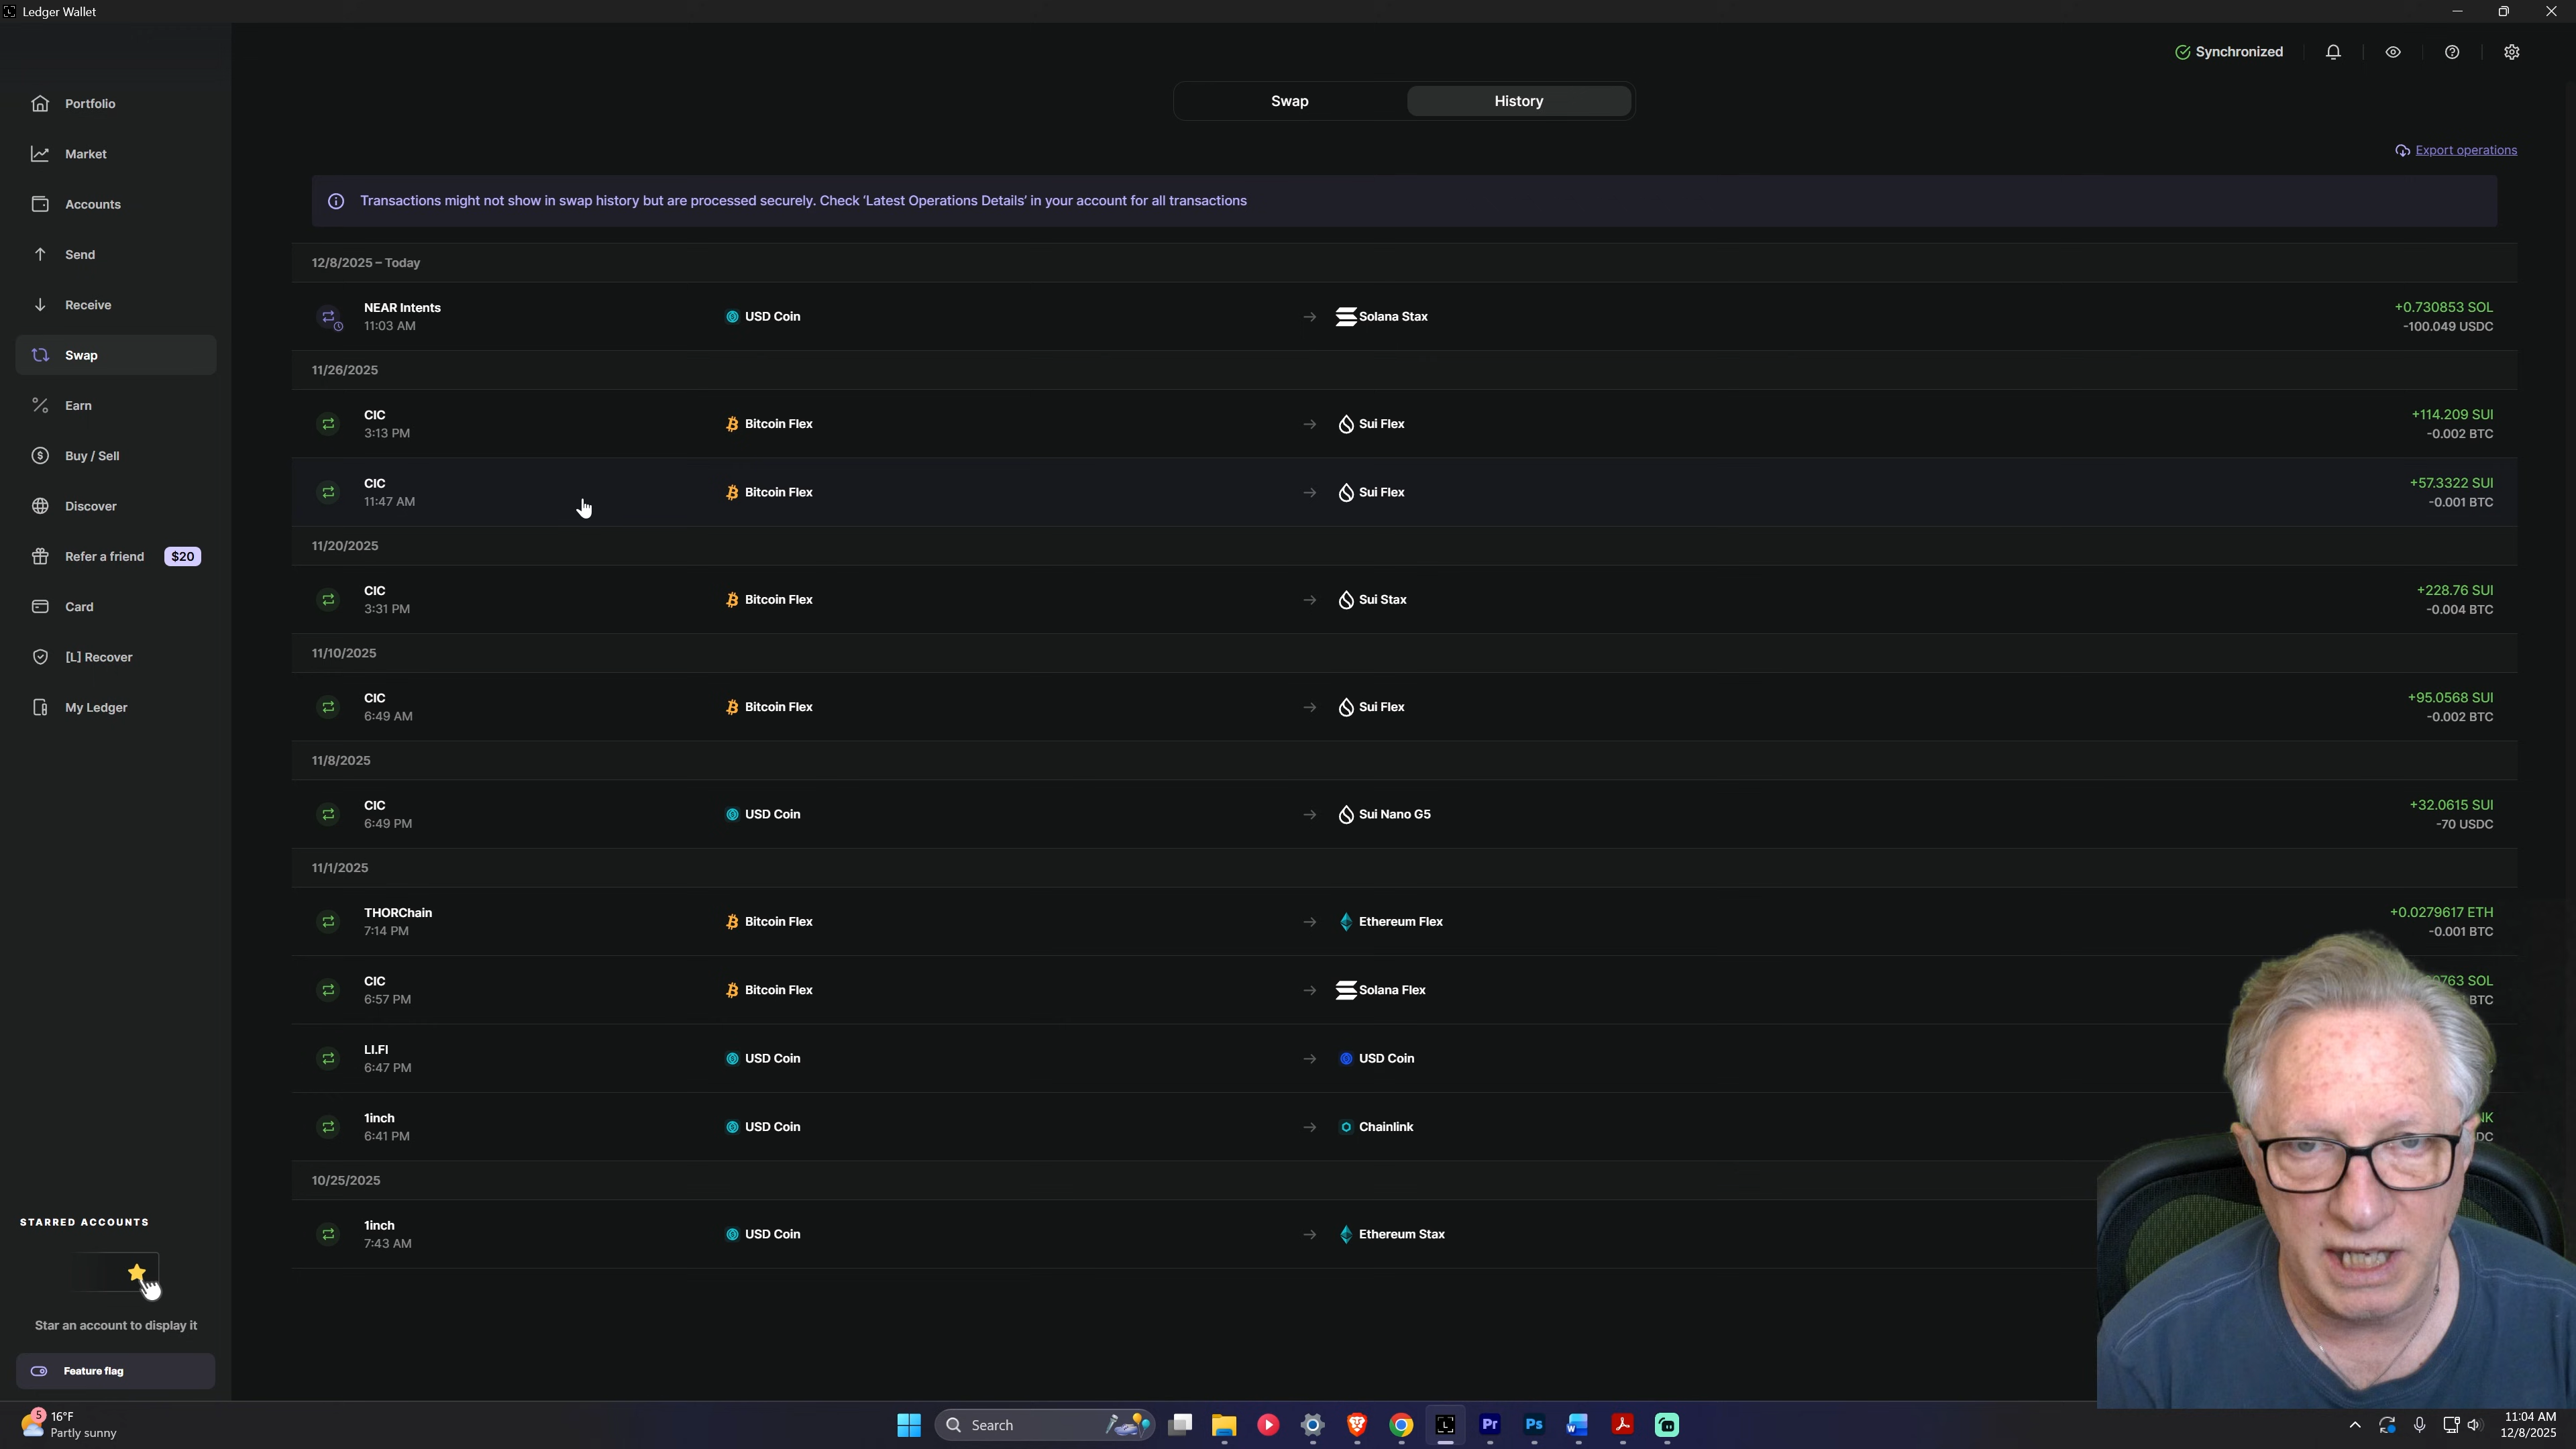 Ledger Wallet
Synchronized
Portfolio
Market
Accounts
Send
Receive
Swap
Earn
Buy / Sell
Discover
Refer a friend $20
Card
[L] Recover
My Ledger
STARRED ACCOUNTS
Star an account to display it
Feature flag
Swap History
Export operations
Transactions might not show in swap history but are processed securely. Check ‘Latest Operations Details’ in your account for all transactions
12/8/2025 – Today
NEAR Intents
11:03 AM
USD Coin
Solana Stax
+0.730853 SOL
-100.049 USDC
11/26/2025
CIC
3:13 PM
Bitcoin Flex
Sui Flex
+114.209 SUI
-0.002 BTC
CIC
11:47 AM
Bitcoin Flex
Sui Flex
+57.3322 SUI
-0.001 BTC
11/20/2025
CIC
3:31 PM
Bitcoin Flex
Sui Stax
+228.76 SUI
-0.004 BTC
11/10/2025
CIC
6:49 AM
Bitcoin Flex
Sui Flex
+95.0568 SUI
-0.002 BTC
11/8/2025
CIC
6:49 PM
USD Coin
Sui Nano G5
+32.0615 SUI
-70 USDC
11/1/2025
THORChain
7:14 PM
Bitcoin Flex
Ethereum Flex
+0.0279617 ETH
-0.001 BTC
CIC
6:57 PM
Bitcoin Flex
Solana Flex
SOL
BTC
LI.FI
6:47 PM
USD Coin
USD Coin
1inch
6:41 PM
USD Coin
Chainlink
10/25/2025
1inch
7:43 AM
USD Coin
Ethereum Stax
5
16°F
Partly sunny
Search
Pr
Ps
11:04 AM
12/8/2025